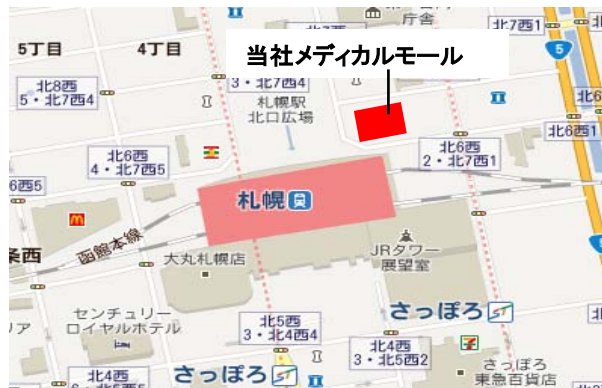 庁舎
北7西1
5
5丁目
4丁目
当社メディカルモール
北8西
5・北7西4
3・北7西4
札幌駅
北口広場
北6
北6西1
北6西
2・北7西1
北6西
4・北7西5
6西5
札幌
条西
函館本線
大丸札幌店
JRタワー
展望室
さっぽろ
ST
センチュリー
ロイヤルホテル
リア
北5西
3・北4西4
北4西
3・北5西2
さっぽろ
東急百貨店
北4西
さっぽろ
ST